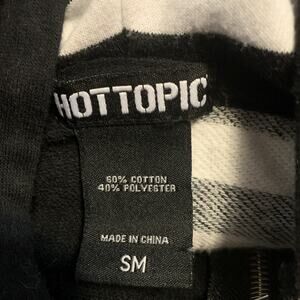 HOTTOPIC
60% COTTON
40% POLYESTER
MADE IN CHINA
SM